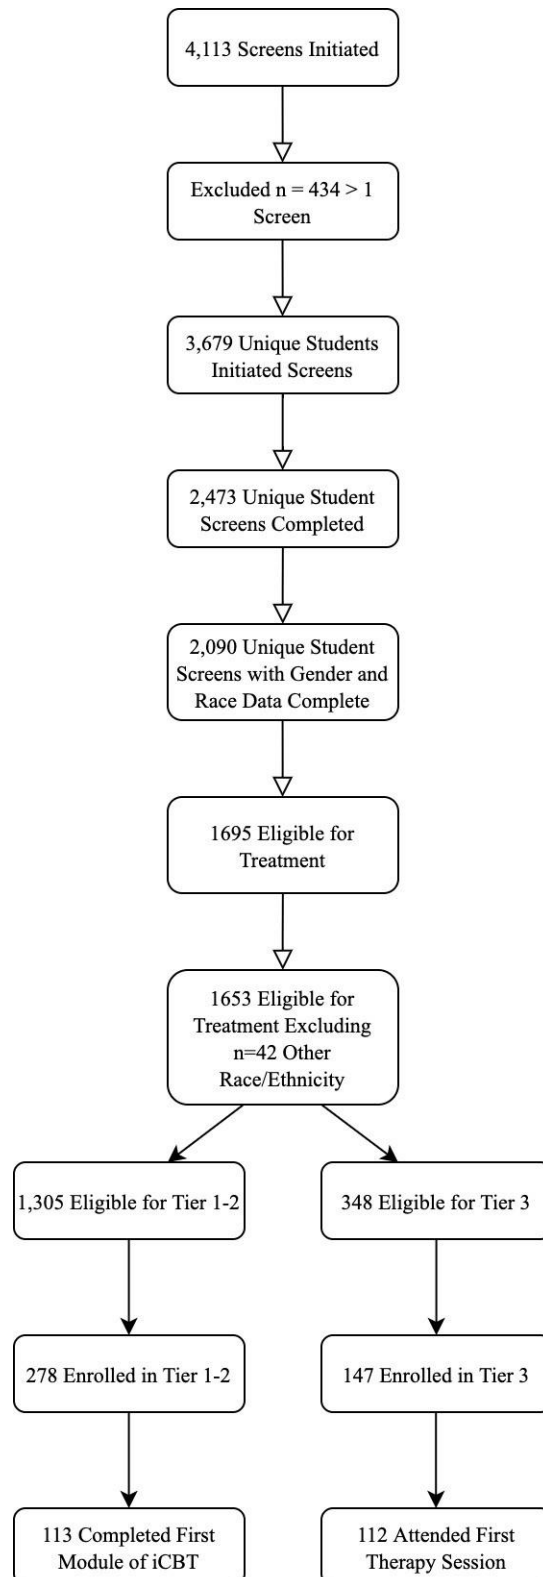 4,113 Screens Initiated
Excluded n = 434 > 1
Screen
3,679 Unique Students
Initiated Screens
2,473 Unique Student
Screens Completed
2,090 Unique Student
Screens with Gender and
Race Data Complete
1695 Eligible for
Treatment
1653 Eligible for
Treatment Excluding
n=42 Other
Race/Ethnicity
1,305 Eligible for Tier 1-2
348 Eligible for Tier 3
278 Enrolled in Tier 1-2
147 Enrolled in Tier 3
113 Completed First
Module of iCBT
112 Attended First
Therapy Session